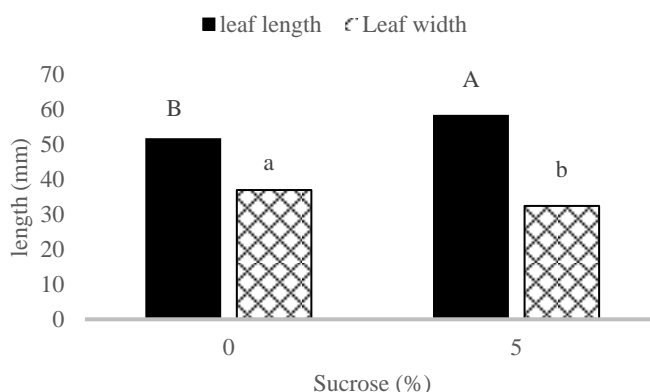 leaf length Leaf width
70
60
50
40
30
20
10
0
length (mm)
B
a
A
b
0 5
Sucrose (%)